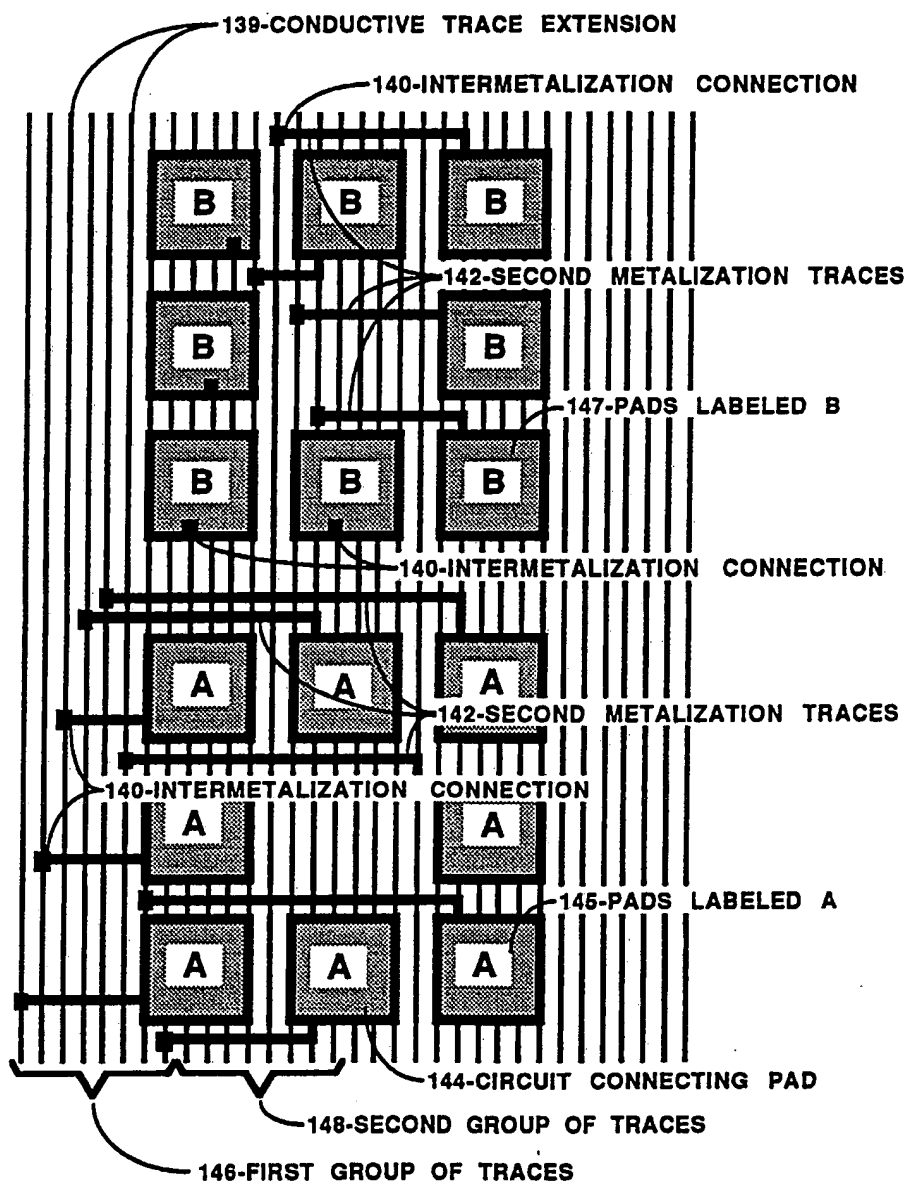 139-CONDUCTIVE TRACE EXTENSION
140-INTERMETALIZATION CONNECTION
B B B
142-SECOND METALIZATION TRACES
B B
147-PADS LABELED B
B B B
140-INTERMETALIZATION CONNECTION
A A A
142-SECOND METALIZATION TRACES
140-INTERMETALIZATION CONNECTION
A A
145-PADS LABELED A
A A A
144-CIRCUIT CONNECTING PAD
148-SECOND GROUP OF TRACES
146-FIRST GROUP OF TRACES